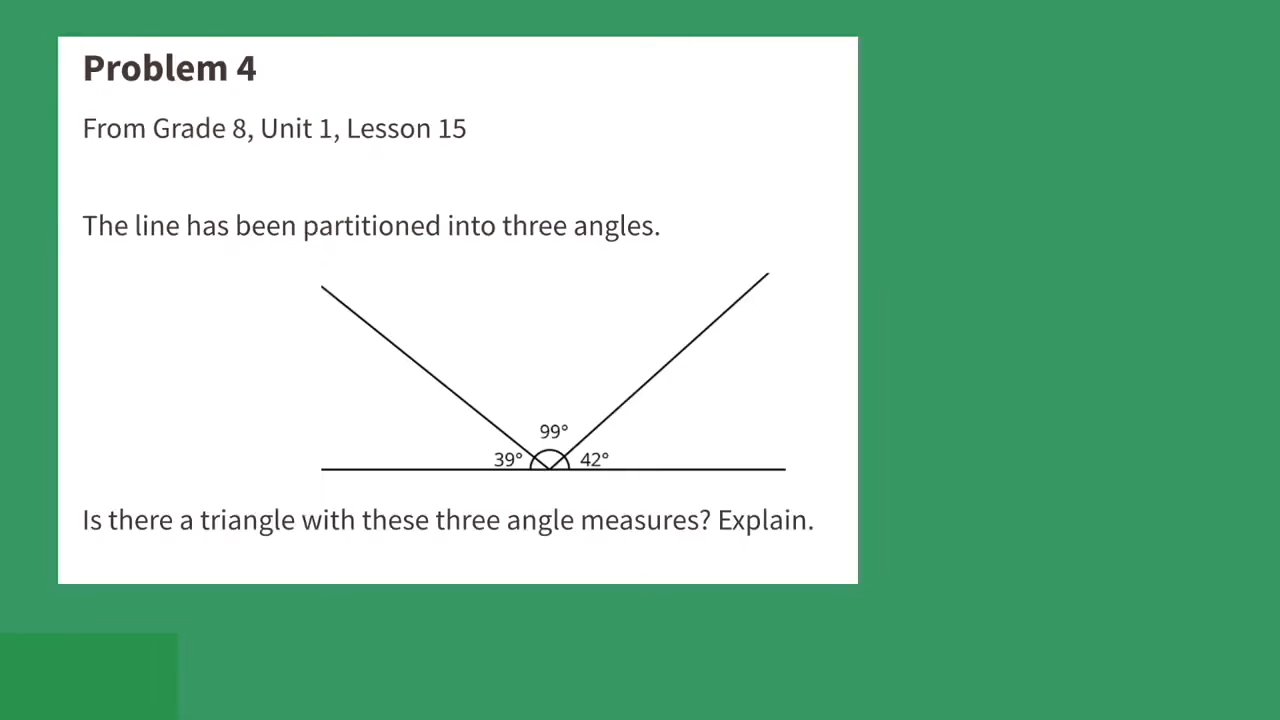 Problem 4
From Grade 8, Unit 1, Lesson 15
The line has been partitioned into three angles.
99°
39°
42°
Is there a triangle with these three angle measures? Explain.